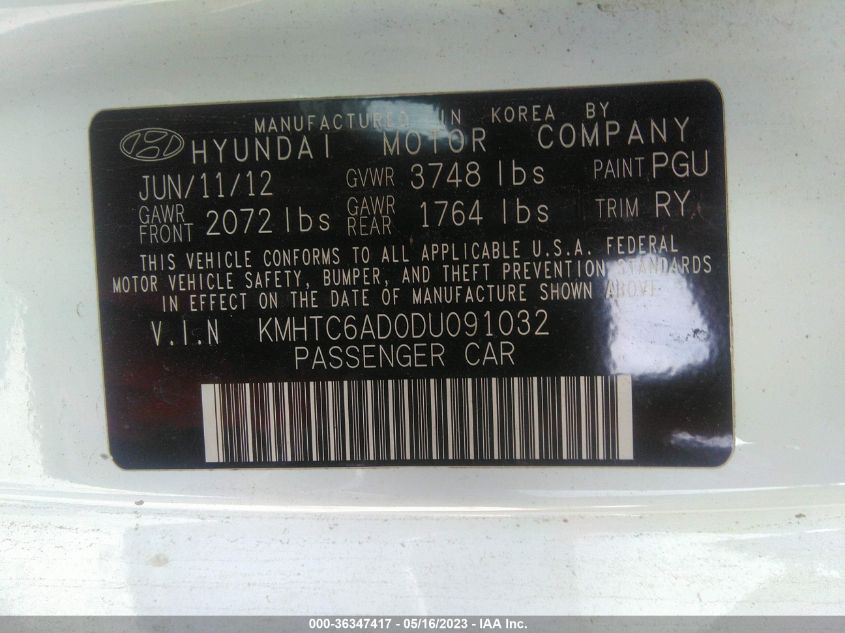 MANUFACTURED IN KOREA BY
HYUNDAI MOTOR COMPANY
JUN/11/12 GVWR 3748 lbs PAINT PGU
GAWR FRONT 2072 lbs GAWR REAR 1764 lbs TRIM RY
THIS VEHICLE CONFORMS TO ALL APPLICABLE U.S.A. FEDERAL
MOTOR VEHICLE SAFETY, BUMPER, AND THEFT PREVENTION STANDARDS
IN EFFECT ON THE DATE OF MANUFACTURE SHOWN ABOVE.
V.I.N KMHTC6AD0DU091032
PASSENGER CAR
000-36347417 - 05/16/2023 - IAA Inc.